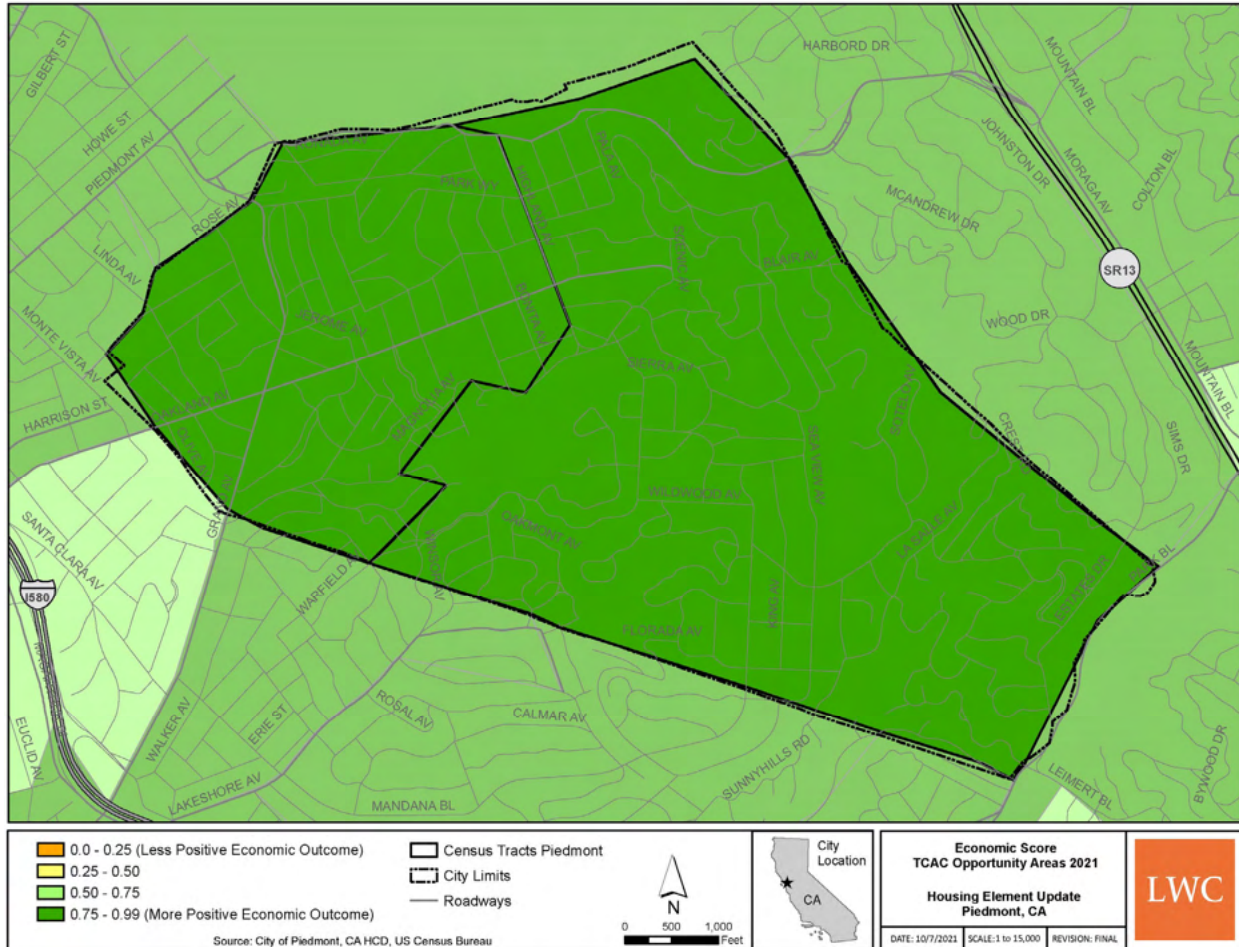 HARBORD DR
MOUNTAIN BL
GILBERT ST
HOWE ST
PIEDMONT AV
JOHNSTON DR
MORAGA AV
COLTON BL
PARK WY
HIGHLAND AV
MCANDREW DR
ROSE AV
LINDA AV
BLAIR AV
SR13
MONTE VISTA AV
JEROME AV
BONITA AV
WOOD DR
MOUNTAIN BL
SIERRA AV
HARRISON ST
OAKLAND AV
MAGNOLIA AV
SEA VIEW AV
SIMS DR
WILDWOOD AV
OAKMONT AV
LA SALLE AV
SANTA CLARA AV
I580
WARFIELD AV
ESTATES DR
FLORADA AV
WALKER AV
ERIE ST
ROSAL AV
CALMAR AV
EUCLID AV
LAKESHORE AV
MANDANA BL
SUNNYHILLS RD
LEIMERT BL
BYWOOD DR
0.0 - 0.25 (Less Positive Economic Outcome)
0.25 - 0.50
0.50 - 0.75
0.75 - 0.99 (More Positive Economic Outcome)
Census Tracts Piedmont
City Limits
Roadways
N
0 500 1,000
Feet
Source: City of Piedmont, CA HCD, US Census Bureau
City
Location
CA
Economic Score
TCAC Opportunity Areas 2021
Housing Element Update
Piedmont, CA
DATE: 10/7/2021 SCALE:1 to 15,000 REVISION: FINAL
LWC